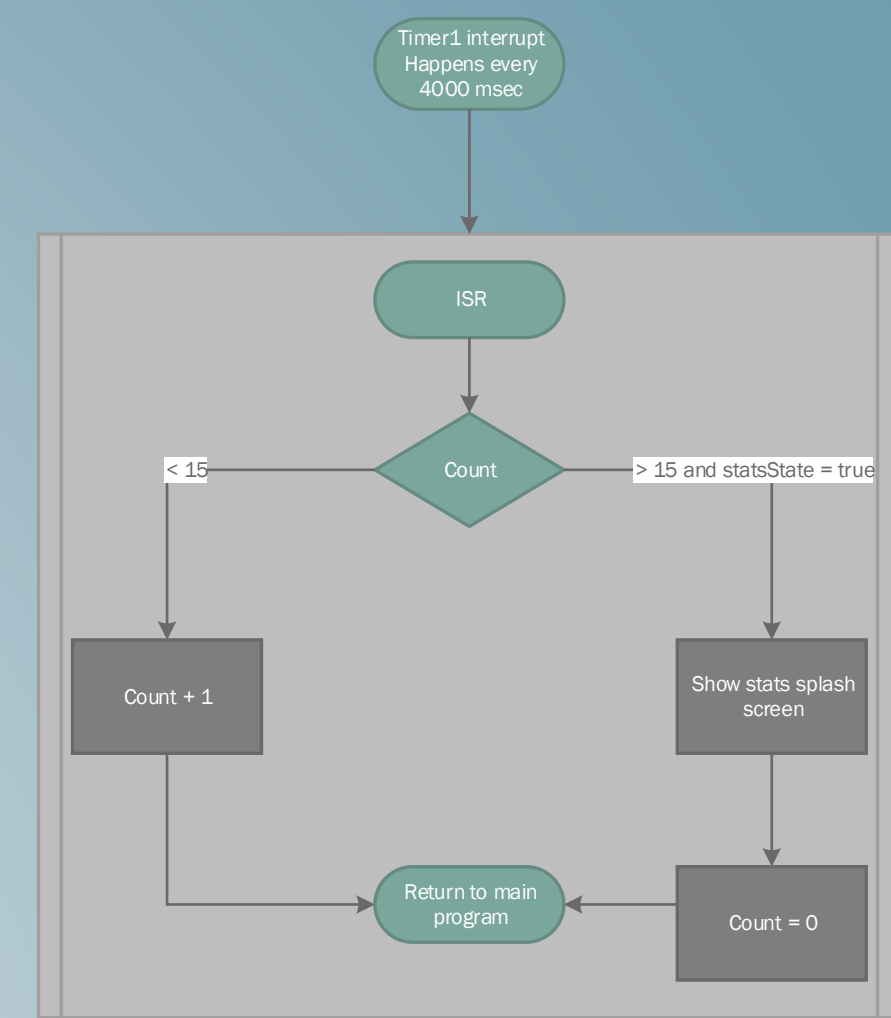 Timer1 interrupt
Happens every
4000 msec
ISR
Count
< 15
> 15 and statsState = true
Count + 1
Show stats splash
screen
Return to main
program
Count = 0